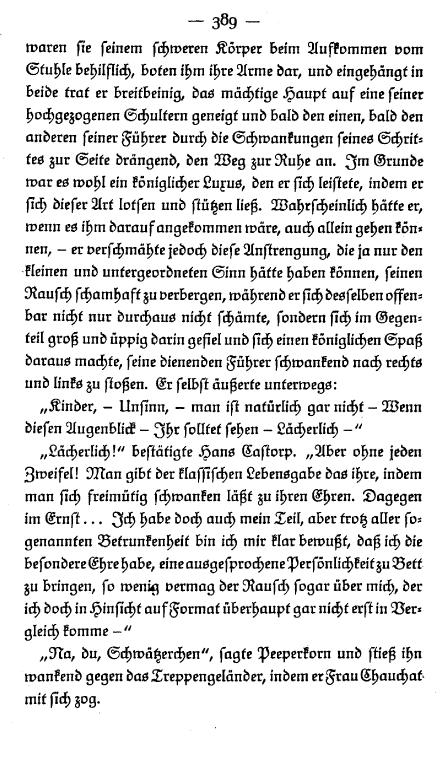 — 389 —
waren sie seinem schweren Körper beim Aufkommen vom
Stuhle behilflich, boten ihm ihre Arme dar, und eingehängt in
beide trat er breitbeinig, das mächtige Haupt auf eine seiner
hochgezogenen Schultern geneigt und bald den einen, bald den
anderen seiner Führer durch die Schwankungen seines Schrit-
tes zur Seite drängend, den Weg zur Ruhe an. Im Grunde
war es wohl ein königlicher Luxus, den er sich leistete, indem er
sich dieser Art lotsen und stützen ließ. Wahrscheinlich hätte er,
wenn es ihm darauf angekommen wäre, auch allein gehen kön-
nen, – er verschmähte jedoch diese Anstrengung, die ja nur den
kleinen und untergeordneten Sinn hätte haben können, seinen
Rausch schamhaft zu verbergen, während er sich desselben offen-
bar nicht nur durchaus nicht schämte, sondern sich im Gegen-
teil groß und üppig darin gefiel und sich einen königlichen Spaß
daraus machte, seine dienenden Führer schwankend nach rechts
und links zu stoßen. Er selbst äußerte unterwegs:
„Kinder, – Unsinn, – man ist natürlich gar nicht – Wenn
diesen Augenblick – Ihr solltet sehen – Lächerlich –“
„Lächerlich!“ bestätigte Hans Castorp. „Aber ohne jeden
Zweifel! Man gibt der klassischen Lebensgabe das ihre, indem
man sich freimütig schwanken läßt zu ihren Ehren. Dagegen
im Ernst... Ich habe doch auch mein Teil, aber trotz aller so-
genannten Betrunkenheit bin ich mir klar bewußt, daß ich die
besondere Ehre habe, eine ausgesprochene Persönlichkeit zu Bett
zu bringen, so wenig vermag der Rausch sogar über mich, der
ich doch in Hinsicht auf Format überhaupt gar nicht erst in Ver-
gleich komme –“
„Na, du, Schwätzerchen“, sagte Peeperkorn und stieß ihn
wankend gegen das Treppengeländer, indem er Frau Chauchat
mit sich zog.